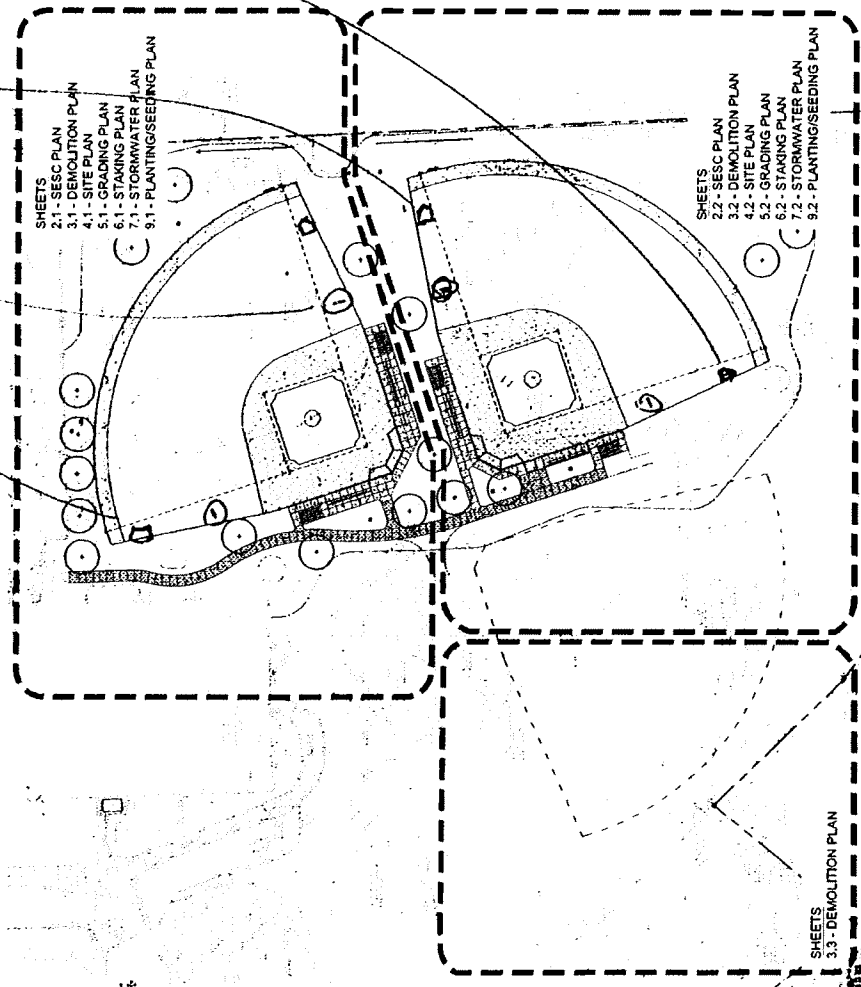 SHEETS
2.1 - SESC PLAN
3.1 - DEMOLITION PLAN
4.1 - SITE PLAN
5.1 - GRADING PLAN
6.1 - STAKING PLAN
7.1 - STORMWATER PLAN
9.1 - PLANTING/SEEDING PLAN
SHEETS
2.2 - SESC PLAN
3.2 - DEMOLITION PLAN
4.2 - SITE PLAN
5.2 - GRADING PLAN
6.2 - STAKING PLAN
7.2 - STORMWATER PLAN
9.2 - PLANTING/SEEDING PLAN
SHEETS
3.3 - DEMOLITION PLAN